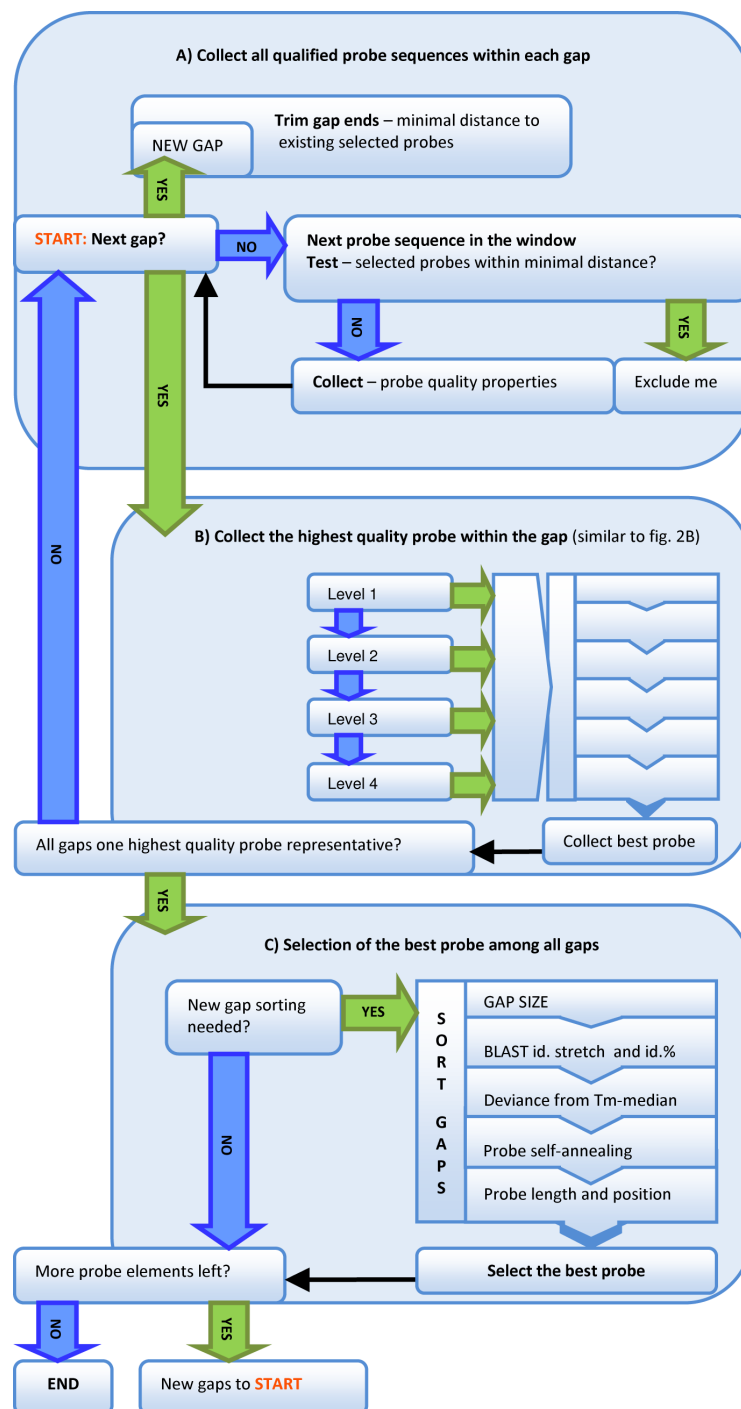 A) Collect all qualified probe sequences within each gap
Trim gap ends – minimal distance to
existing selected probes
NEW GAP
YES
START: Next gap?
NO
Next probe sequence in the window
Test – selected probes within minimal distance?
NO
YES
Collect – probe quality properties
Exclude me
YES
NO
B) Collect the highest quality probe within the gap (similar to fig. 2B)
Level 1
Level 2
Level 3
Level 4
Collect best probe
All gaps one highest quality probe representative?
YES
C) Selection of the best probe among all gaps
New gap sorting
needed?
YES
SORT GAPS
GAP SIZE
BLAST id. stretch and id.%
Deviance from Tm-median
Probe self-annealing
Probe length and position
NO
Select the best probe
More probe elements left?
NO
YES
END
New gaps to START